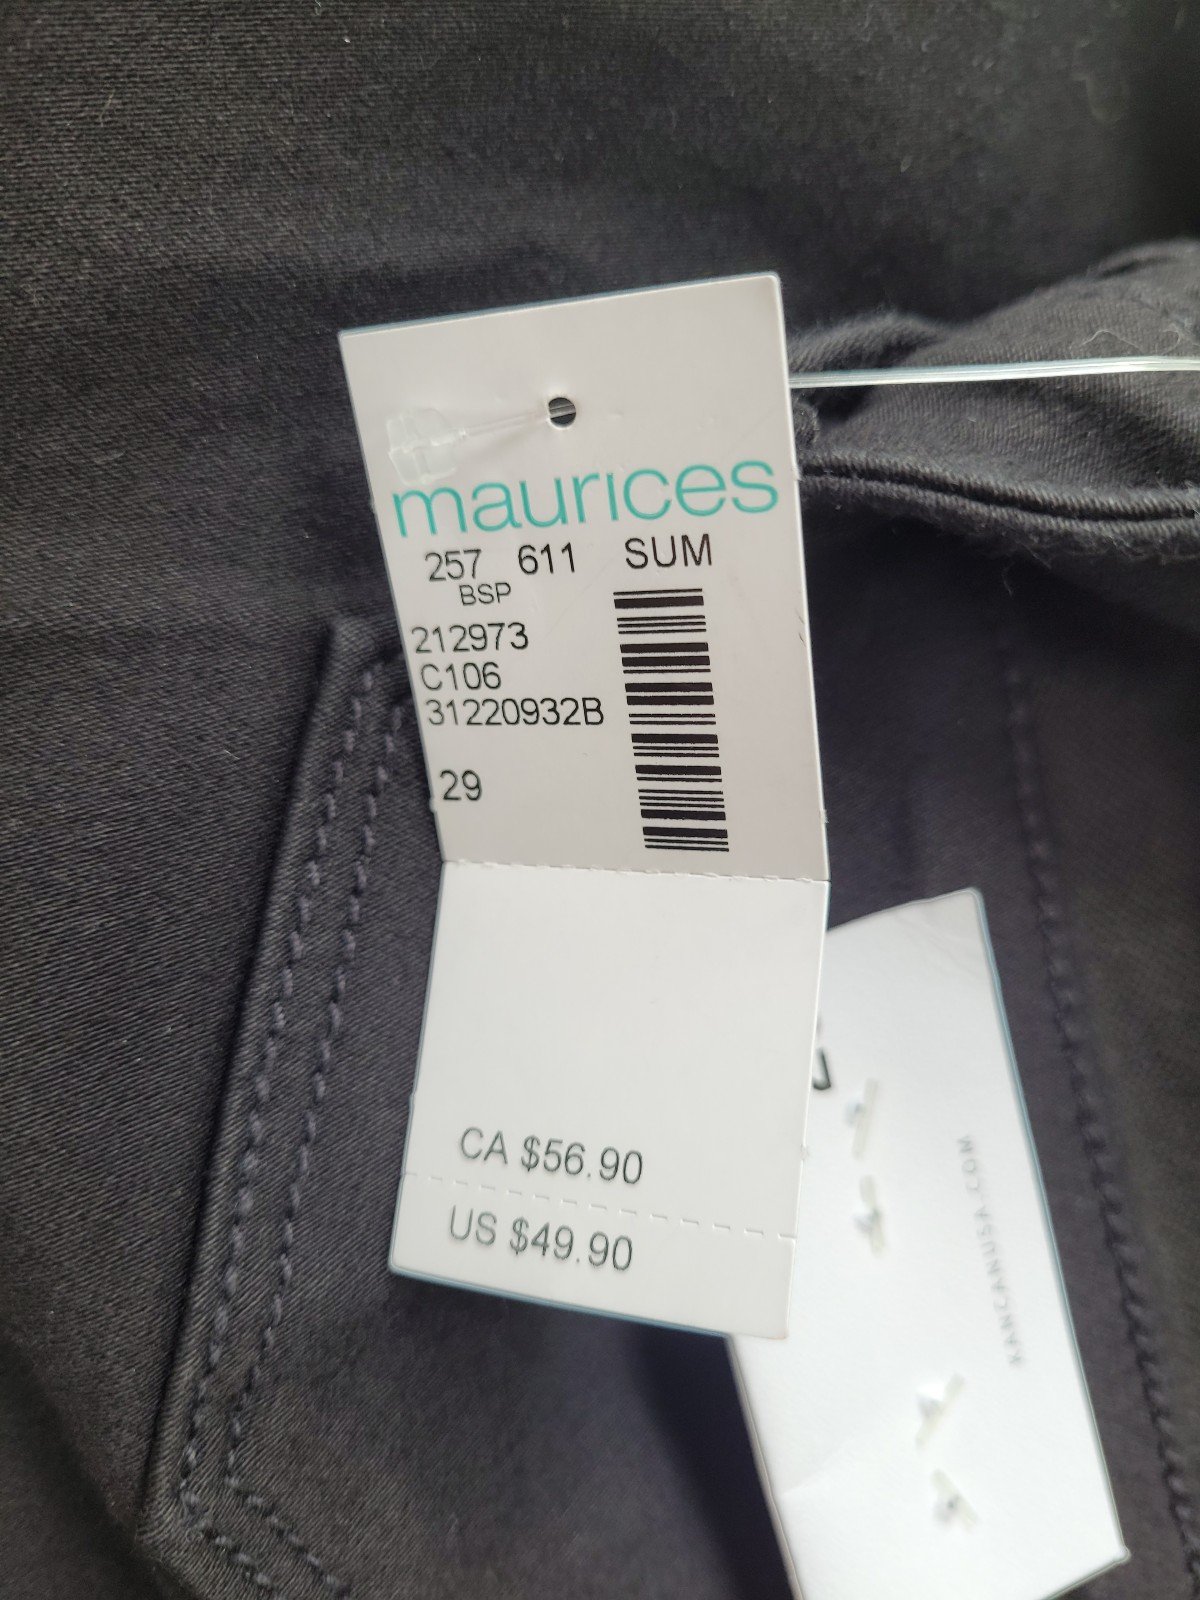 maurices
257 611 SUM
BSP
212973
C106
31220932B
29
CA $56.90
US $49.90
KANCANUSA.COM